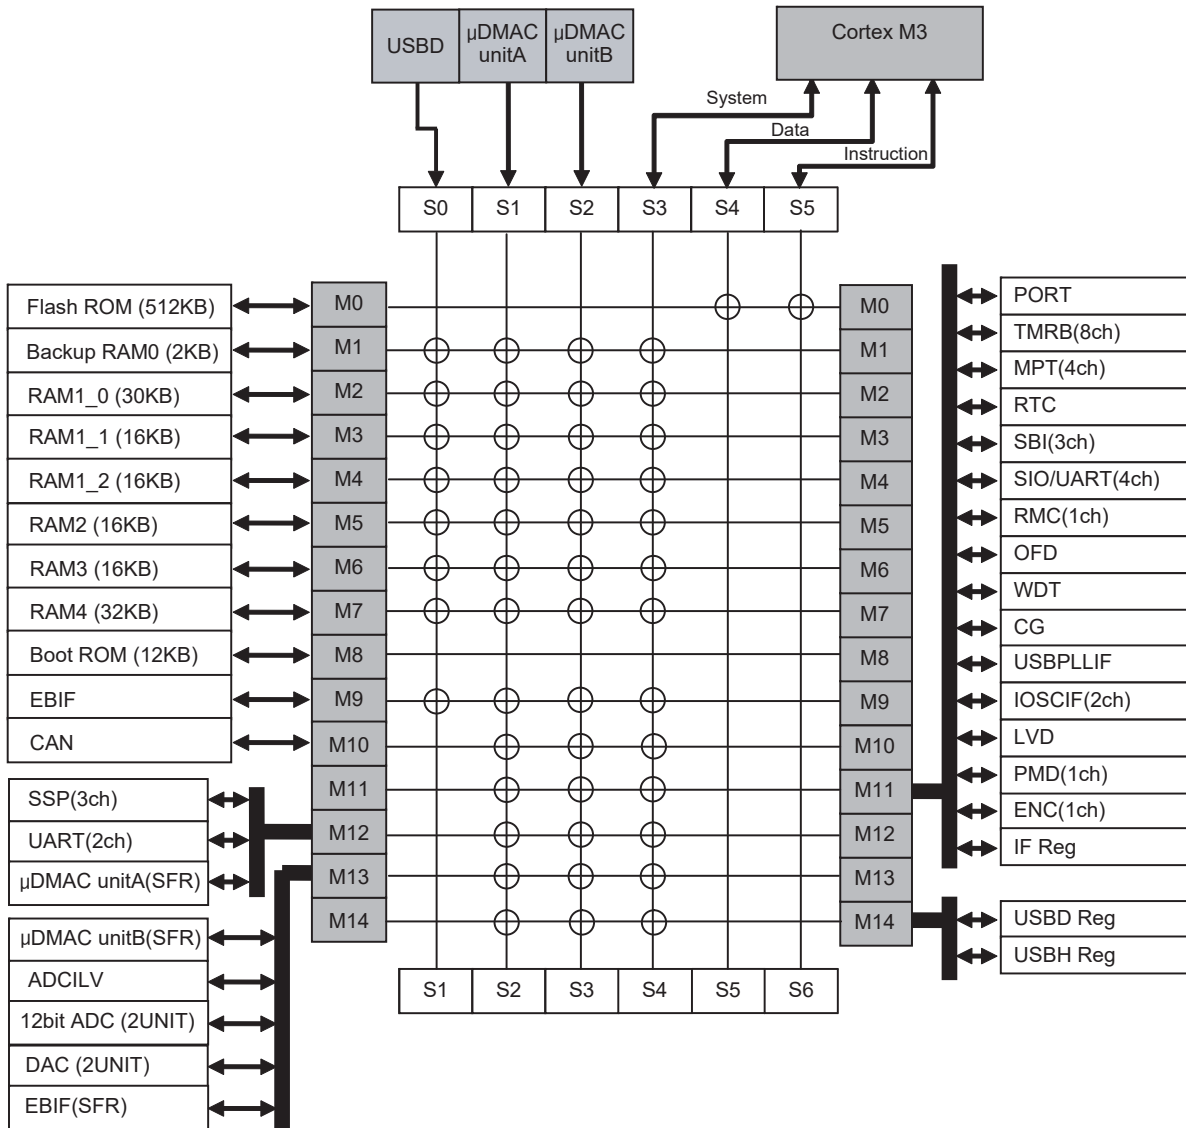 USBD
µDMAC
unitA
µDMAC
unitB
Cortex M3
System
Data
Instruction
S0
S1
S2
S3
S4
S5
Flash ROM (512KB)
Backup RAM0 (2KB)
RAM1_0 (30KB)
RAM1_1 (16KB)
RAM1_2 (16KB)
RAM2 (16KB)
RAM3 (16KB)
RAM4 (32KB)
Boot ROM (12KB)
EBIF
CAN
SSP(3ch)
UART(2ch)
µDMAC unitA(SFR)
µDMAC unitB(SFR)
ADCILV
12bit ADC (2UNIT)
DAC (2UNIT)
EBIF(SFR)
M0
M1
M2
M3
M4
M5
M6
M7
M8
M9
M10
M11
M12
M13
M14
M0
M1
M2
M3
M4
M5
M6
M7
M8
M9
M10
M11
M12
M13
M14
S1
S2
S3
S4
S5
S6
PORT
TMRB(8ch)
MPT(4ch)
RTC
SBI(3ch)
SIO/UART(4ch)
RMC(1ch)
OFD
WDT
CG
USBPLLIF
IOSCIF(2ch)
LVD
PMD(1ch)
ENC(1ch)
IF Reg
USBD Reg
USBH Reg